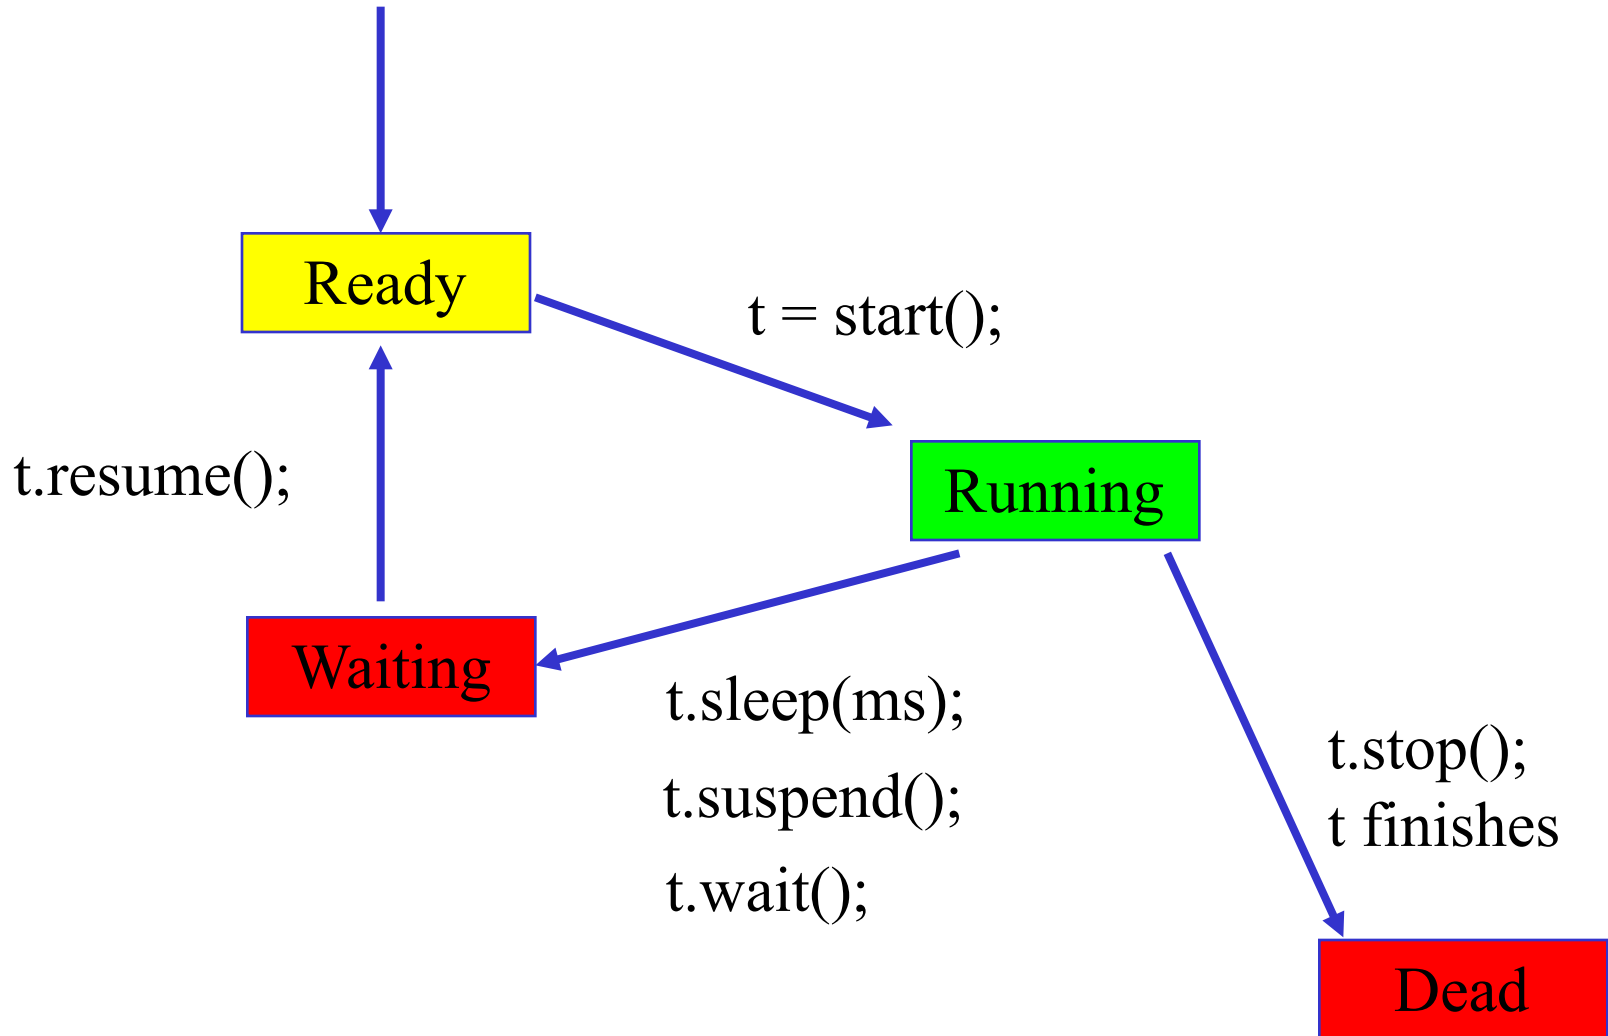 Ready
t = start();
t.resume();
Running
Waiting
t.sleep(ms);
t.suspend();
t.wait();
t.stop();
t finishes
Dead